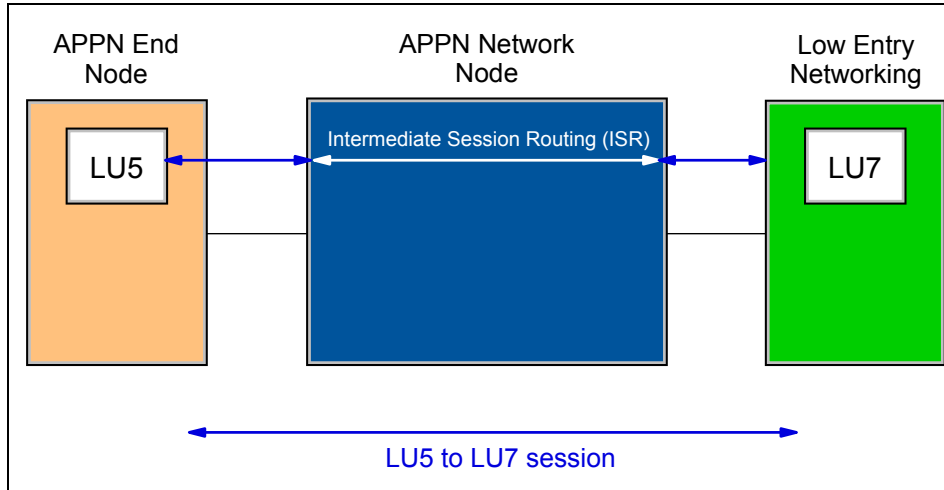 APPN End
Node
APPN Network
Node
Low Entry
Networking
LU5
Intermediate Session Routing (ISR)
LU7
LU5 to LU7 session